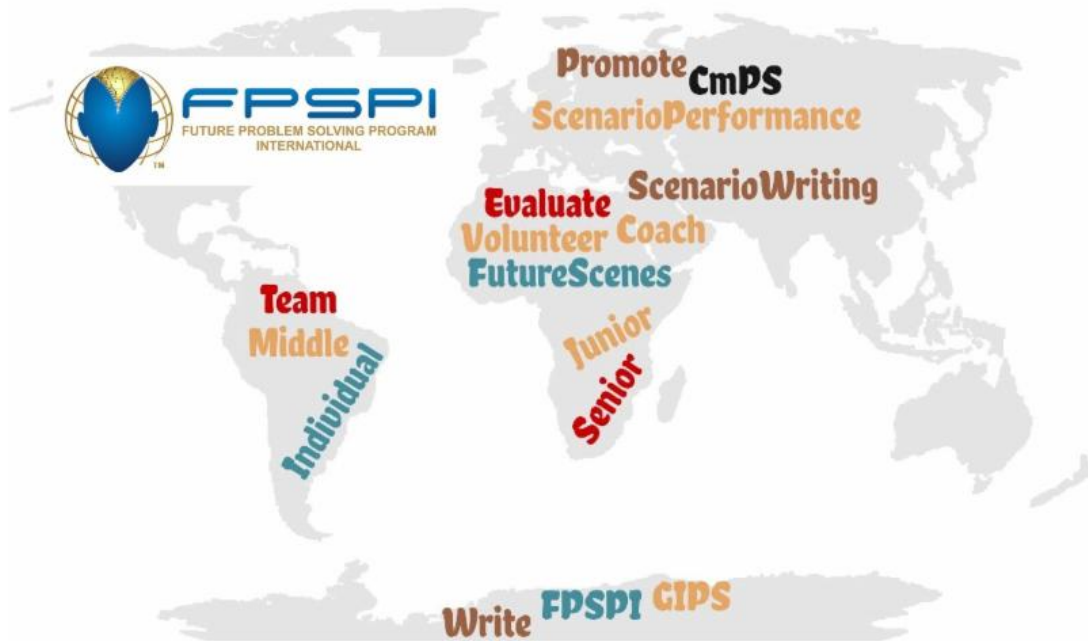 FPSPI
FUTURE PROBLEM SOLVING PROGRAM
INTERNATIONAL
TM
Promote
CmPS
ScenarioPerformance
ScenarioWriting
Evaluate
Volunteer Coach
FutureScenes
Team
Middle
Individual
Junior
Senior
Write FPSPI GIPS